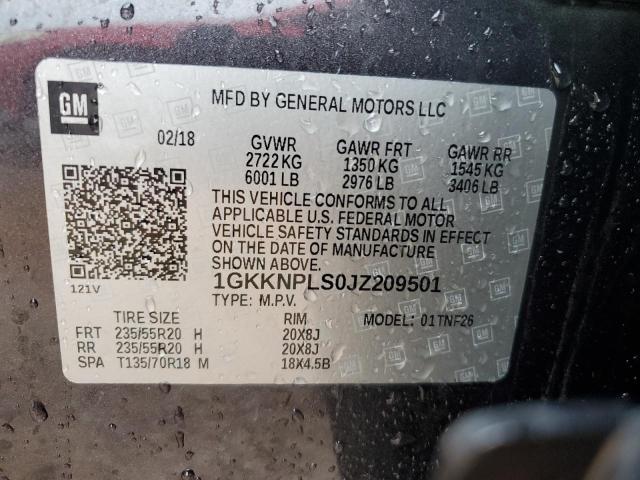 GM
MFD BY GENERAL MOTORS LLC
02/18 GVWR GAWR FRT GAWR RR
2722 KG 1350 KG 1545 KG
6001 LB 2976 LB 3406 LB
THIS VEHICLE CONFORMS TO ALL
APPLICABLE U.S. FEDERAL MOTOR
VEHICLE SAFETY STANDARDS IN EFFECT
ON THE DATE OF MANUFACTURE
SHOWN ABOVE.
121V 1GKKNPLS0JZ209501
TYPE: M.P.V. MODEL: 01TNF26
TIRE SIZE RIM
FRT 235/55R20 H 20X8J
RR 235/55R20 H 20X8J
SPA T135/70R18 M 18X4.5B